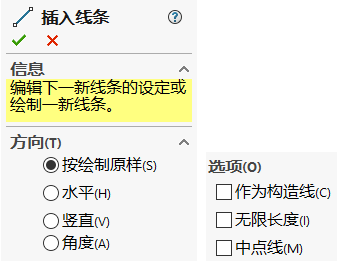 插入线条
信息
编辑下一新线条的设定或
绘制一新线条。
方向(T)
按绘制原样(S)
水平(H)
竖直(V)
角度(A)
选项(O)
作为构造线(C)
无限长度(I)
中点线(M)